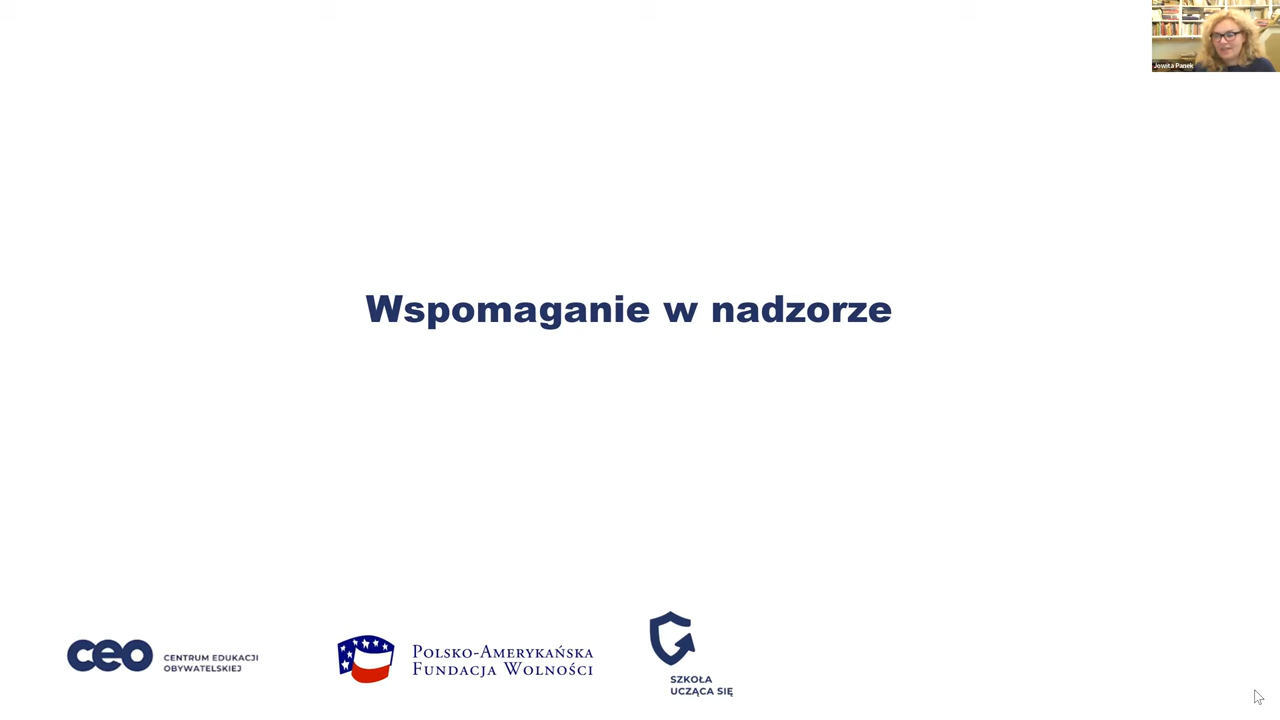 Jowita Panek
Wspomaganie w nadzorze
ceo
CENTRUM EDUKACJI
OBYWATELSKIEJ
POLSKO-AMERYKAŃSKA
FUNDACJA WOLNOŚCI
SZKOŁA
UCZĄCA SIĘ